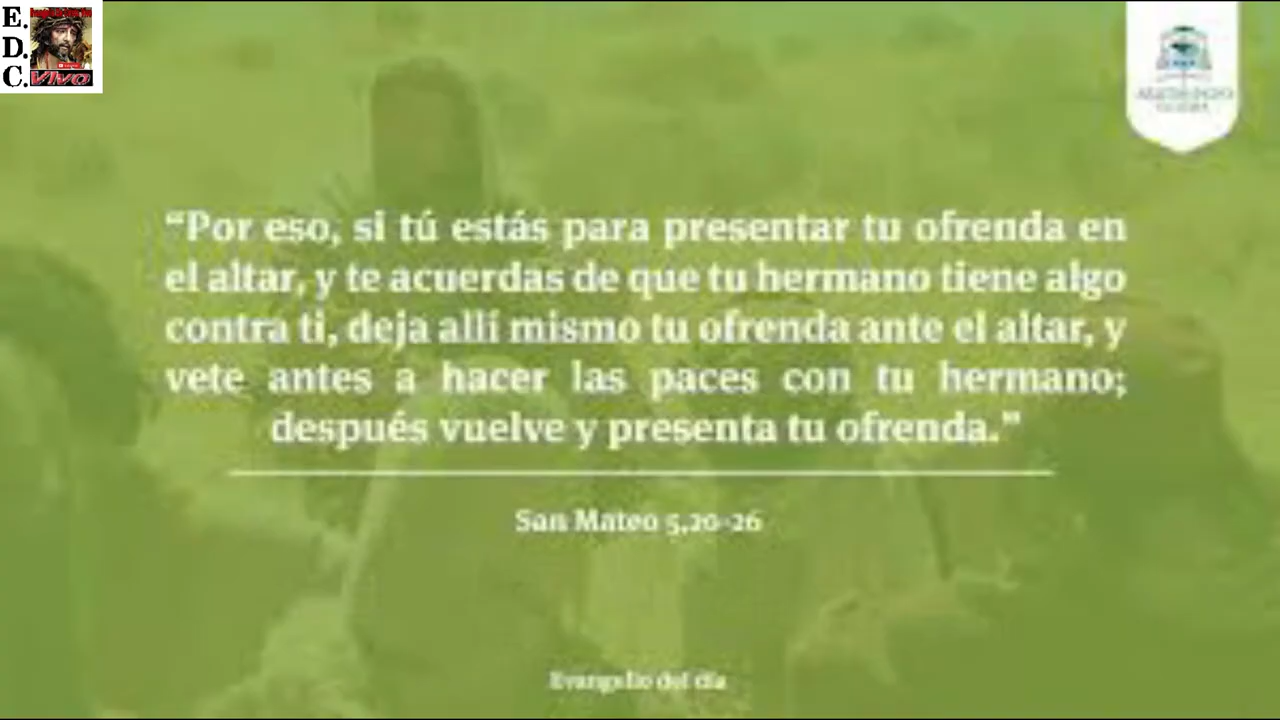 E.
D.
C. Vivo
“Por eso, si tú estás para presentar tu ofrenda en
el altar, y te acuerdas de que tu hermano tiene algo
contra ti, deja allí mismo tu ofrenda ante el altar, y
vete antes a hacer las paces con tu hermano;
después vuelve y presenta tu ofrenda.”
San Mateo 5,20-26
Evangelio del día